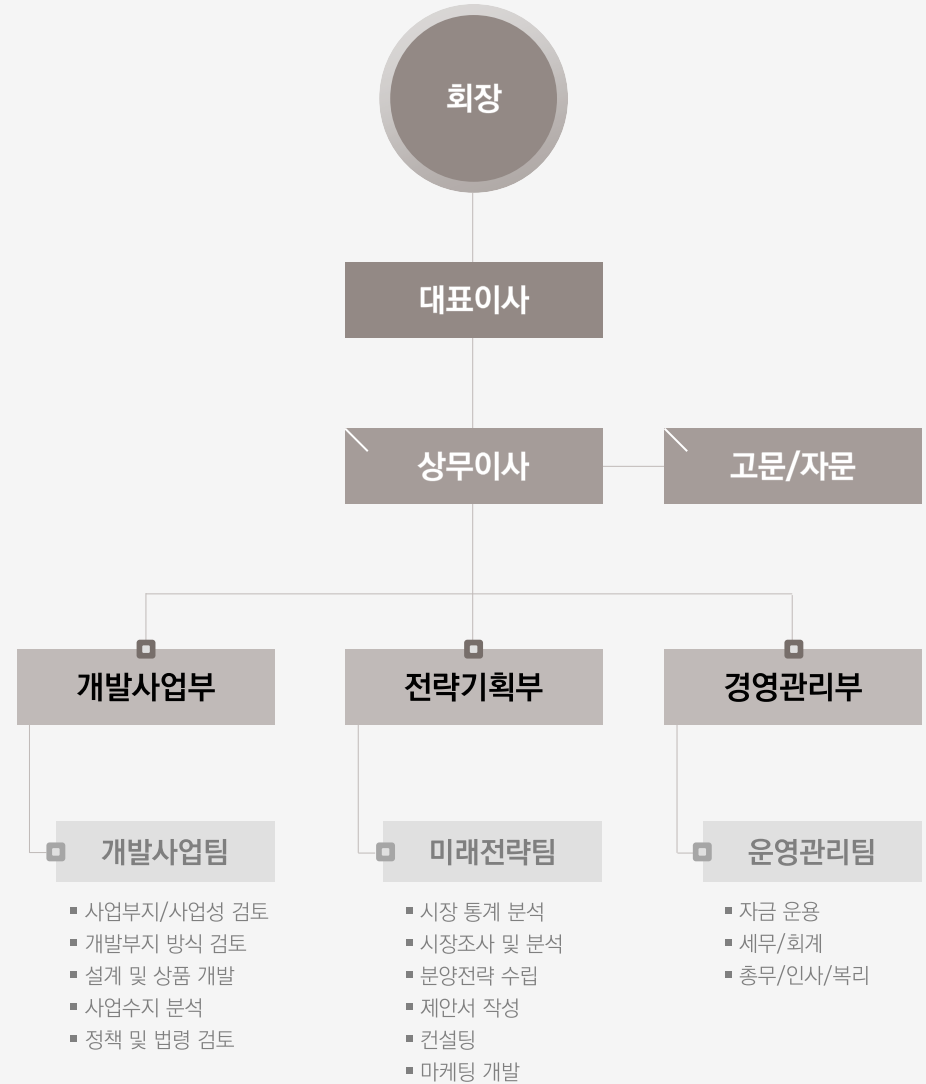 회장
대표이사
상무이사
고문/자문
개발사업부
전략기획부
경영관리부
개발사업팀
미래전략팀
운영관리팀
사업부지/사업성 검토
개발부지 방식 검토
설계 및 상품 개발
사업수지 분석
정책 및 법령 검토
시장 통계 분석
시장조사 및 분석
분양전략 수립
제안서 작성
컨설팅
마케팅 개발
자금 운용
세무/회계
총무/인사/복리